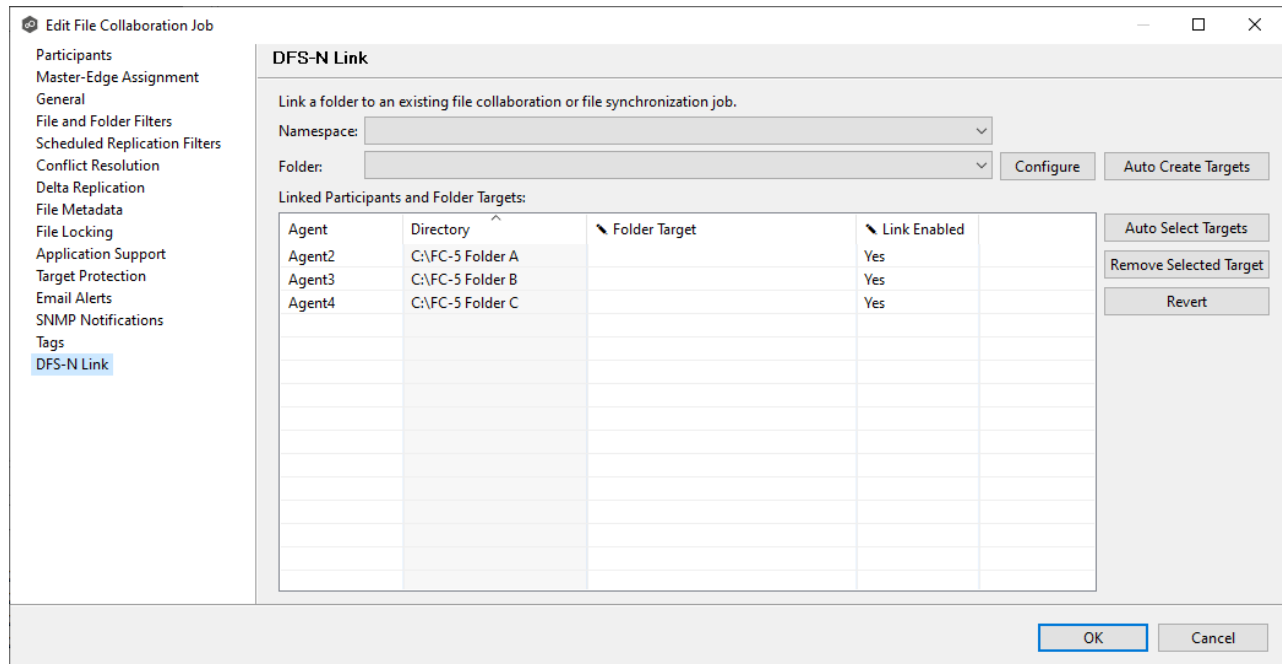 Edit File Collaboration Job
Participants
Master-Edge Assignment
General
File and Folder Filters
Scheduled Replication Filters
Conflict Resolution
Delta Replication
File Metadata
File Locking
Application Support
Target Protection
Email Alerts
SNMP Notifications
Tags
DFS-N Link
DFS-N Link
Link a folder to an existing file collaboration or file synchronization job.
Namespace:
Folder: Configure Auto Create Targets
Linked Participants and Folder Targets:
Agent Directory Folder Target Link Enabled
Agent2 C:\FC-5 Folder A Yes
Agent3 C:\FC-5 Folder B Yes
Agent4 C:\FC-5 Folder C Yes
Auto Select Targets
Remove Selected Target
Revert
OK Cancel